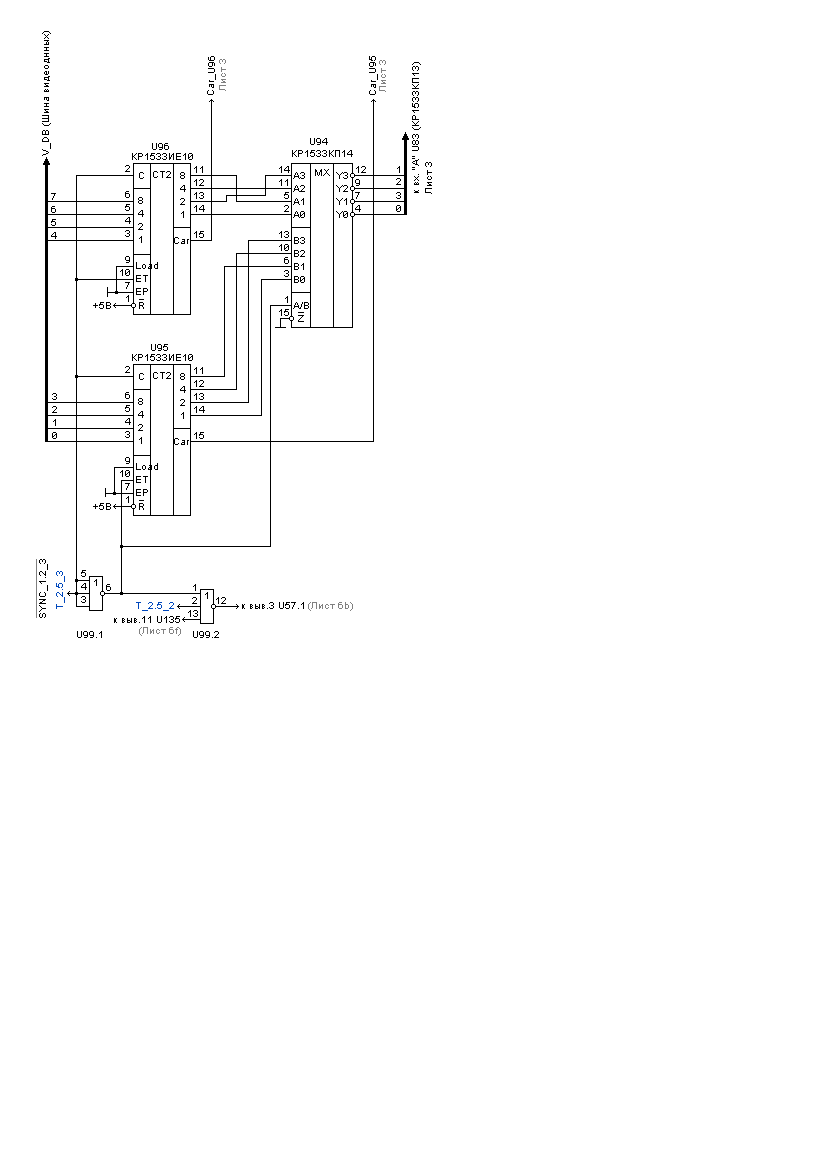 V_DB (Шина видеоднных)
Car_U96
Лист 3
Car_U95
Лист 3
к вх. "А" U83 (КР1533КП13)
Лист 3
U96
КР1533ИЕ10
2 C CT2 8 11
4 12
7 6 8 2 13
6 5 4 1 14
5 4 2
4 3 1 Car 15
9 Load
10 ET
7 EP
+5В 1 R
U94
КР1533КП14
14 A3 MX Y3 12 1
11 A2 Y2 9 2
5 A1 Y1 7 3
2 A0 Y0 4 0
13 B3
10 B2
6 B1
3 B0
1 A/B
15 Z
U95
КР1533ИЕ10
2 C CT2 8 11
4 12
3 6 8 2 13
2 5 4 1 14
1 4 2
0 3 1 Car 15
9 Load
10 ET
7 EP
+5В 1 R
SYNC_1.2_3
T_2.5_3
5 1
4 6
3
U99.1
1 1
T_2.5_2 2 12 к выв.3 U57.1 (Лист 6b)
к выв.11 U135 13
(Лист 6f)
U99.2